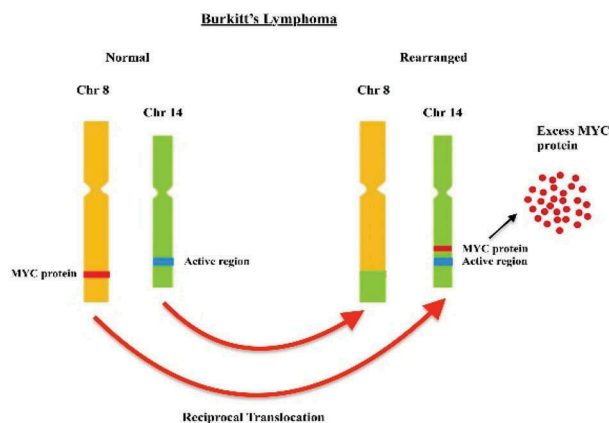 Burkitt's Lymphoma
Normal
Rearranged
Chr 8
Chr 14
Chr 8
Chr 14
Excess MYC
protein
MYC protein
Active region
MYC protein
Active region
Reciprocal Translocation